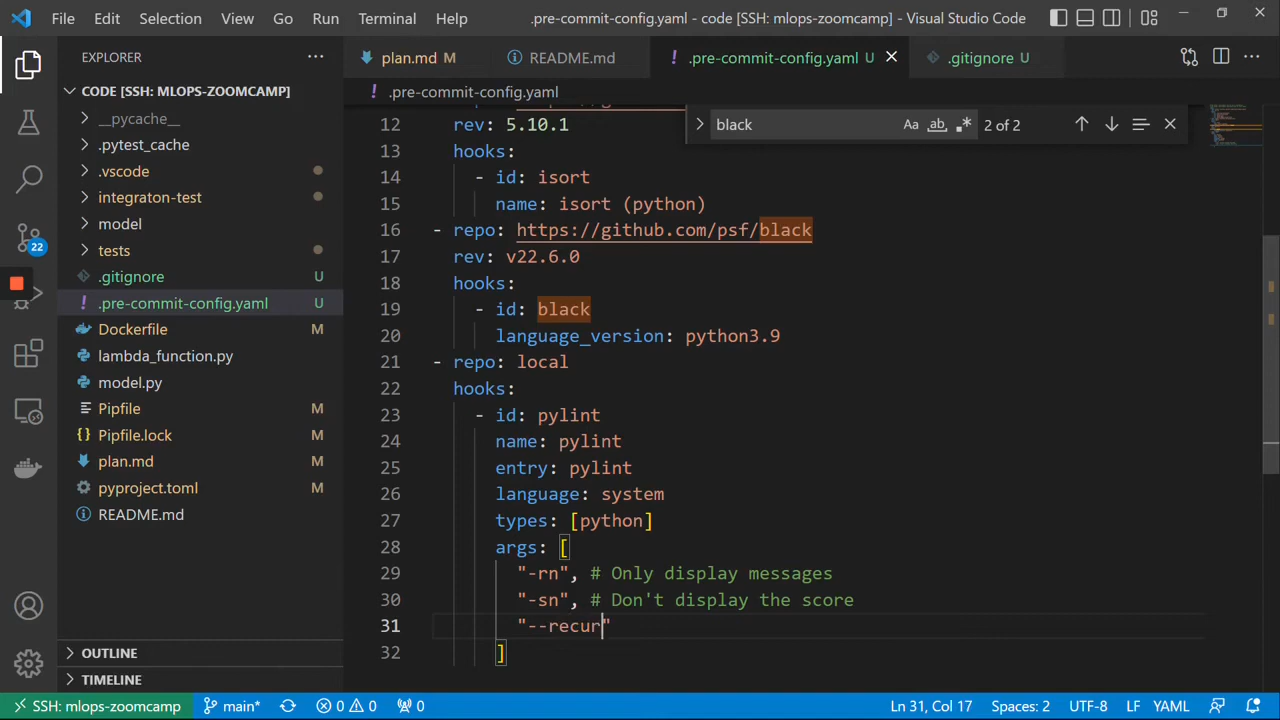 File Edit Selection View Go Run Terminal Help .pre-commit-config.yaml - code [SSH: mlops-zoomcamp] - Visual Studio Code
EXPLORER
plan.md M README.md ! .pre-commit-config.yaml U .gitignore U
CODE [SSH: MLOPS-ZOOMCAMP]
! .pre-commit-config.yaml
__pycache__
.pytest_cache
.vscode
integraton-test
model
tests
.gitignore U
! .pre-commit-config.yaml U
Dockerfile M
lambda_function.py
model.py
Pipfile M
Pipfile.lock M
plan.md M
pyproject.toml M
README.md
OUTLINE
TIMELINE
22
black Aa ab 2 of 2
12 rev: 5.10.1
13 hooks:
14 - id: isort
15 name: isort (python)
16 - repo: https://github.com/psf/black
17 rev: v22.6.0
18 hooks:
19 - id: black
20 language_version: python3.9
21 - repo: local
22 hooks:
23 - id: pylint
24 name: pylint
25 entry: pylint
26 language: system
27 types: [python]
28 args: [
29 "-rn", # Only display messages
30 "-sn", # Don't display the score
31 "--recur"
32 ]
SSH: mlops-zoomcamp main* 0 0 0 Ln 31, Col 17 Spaces: 2 UTF-8 LF YAML